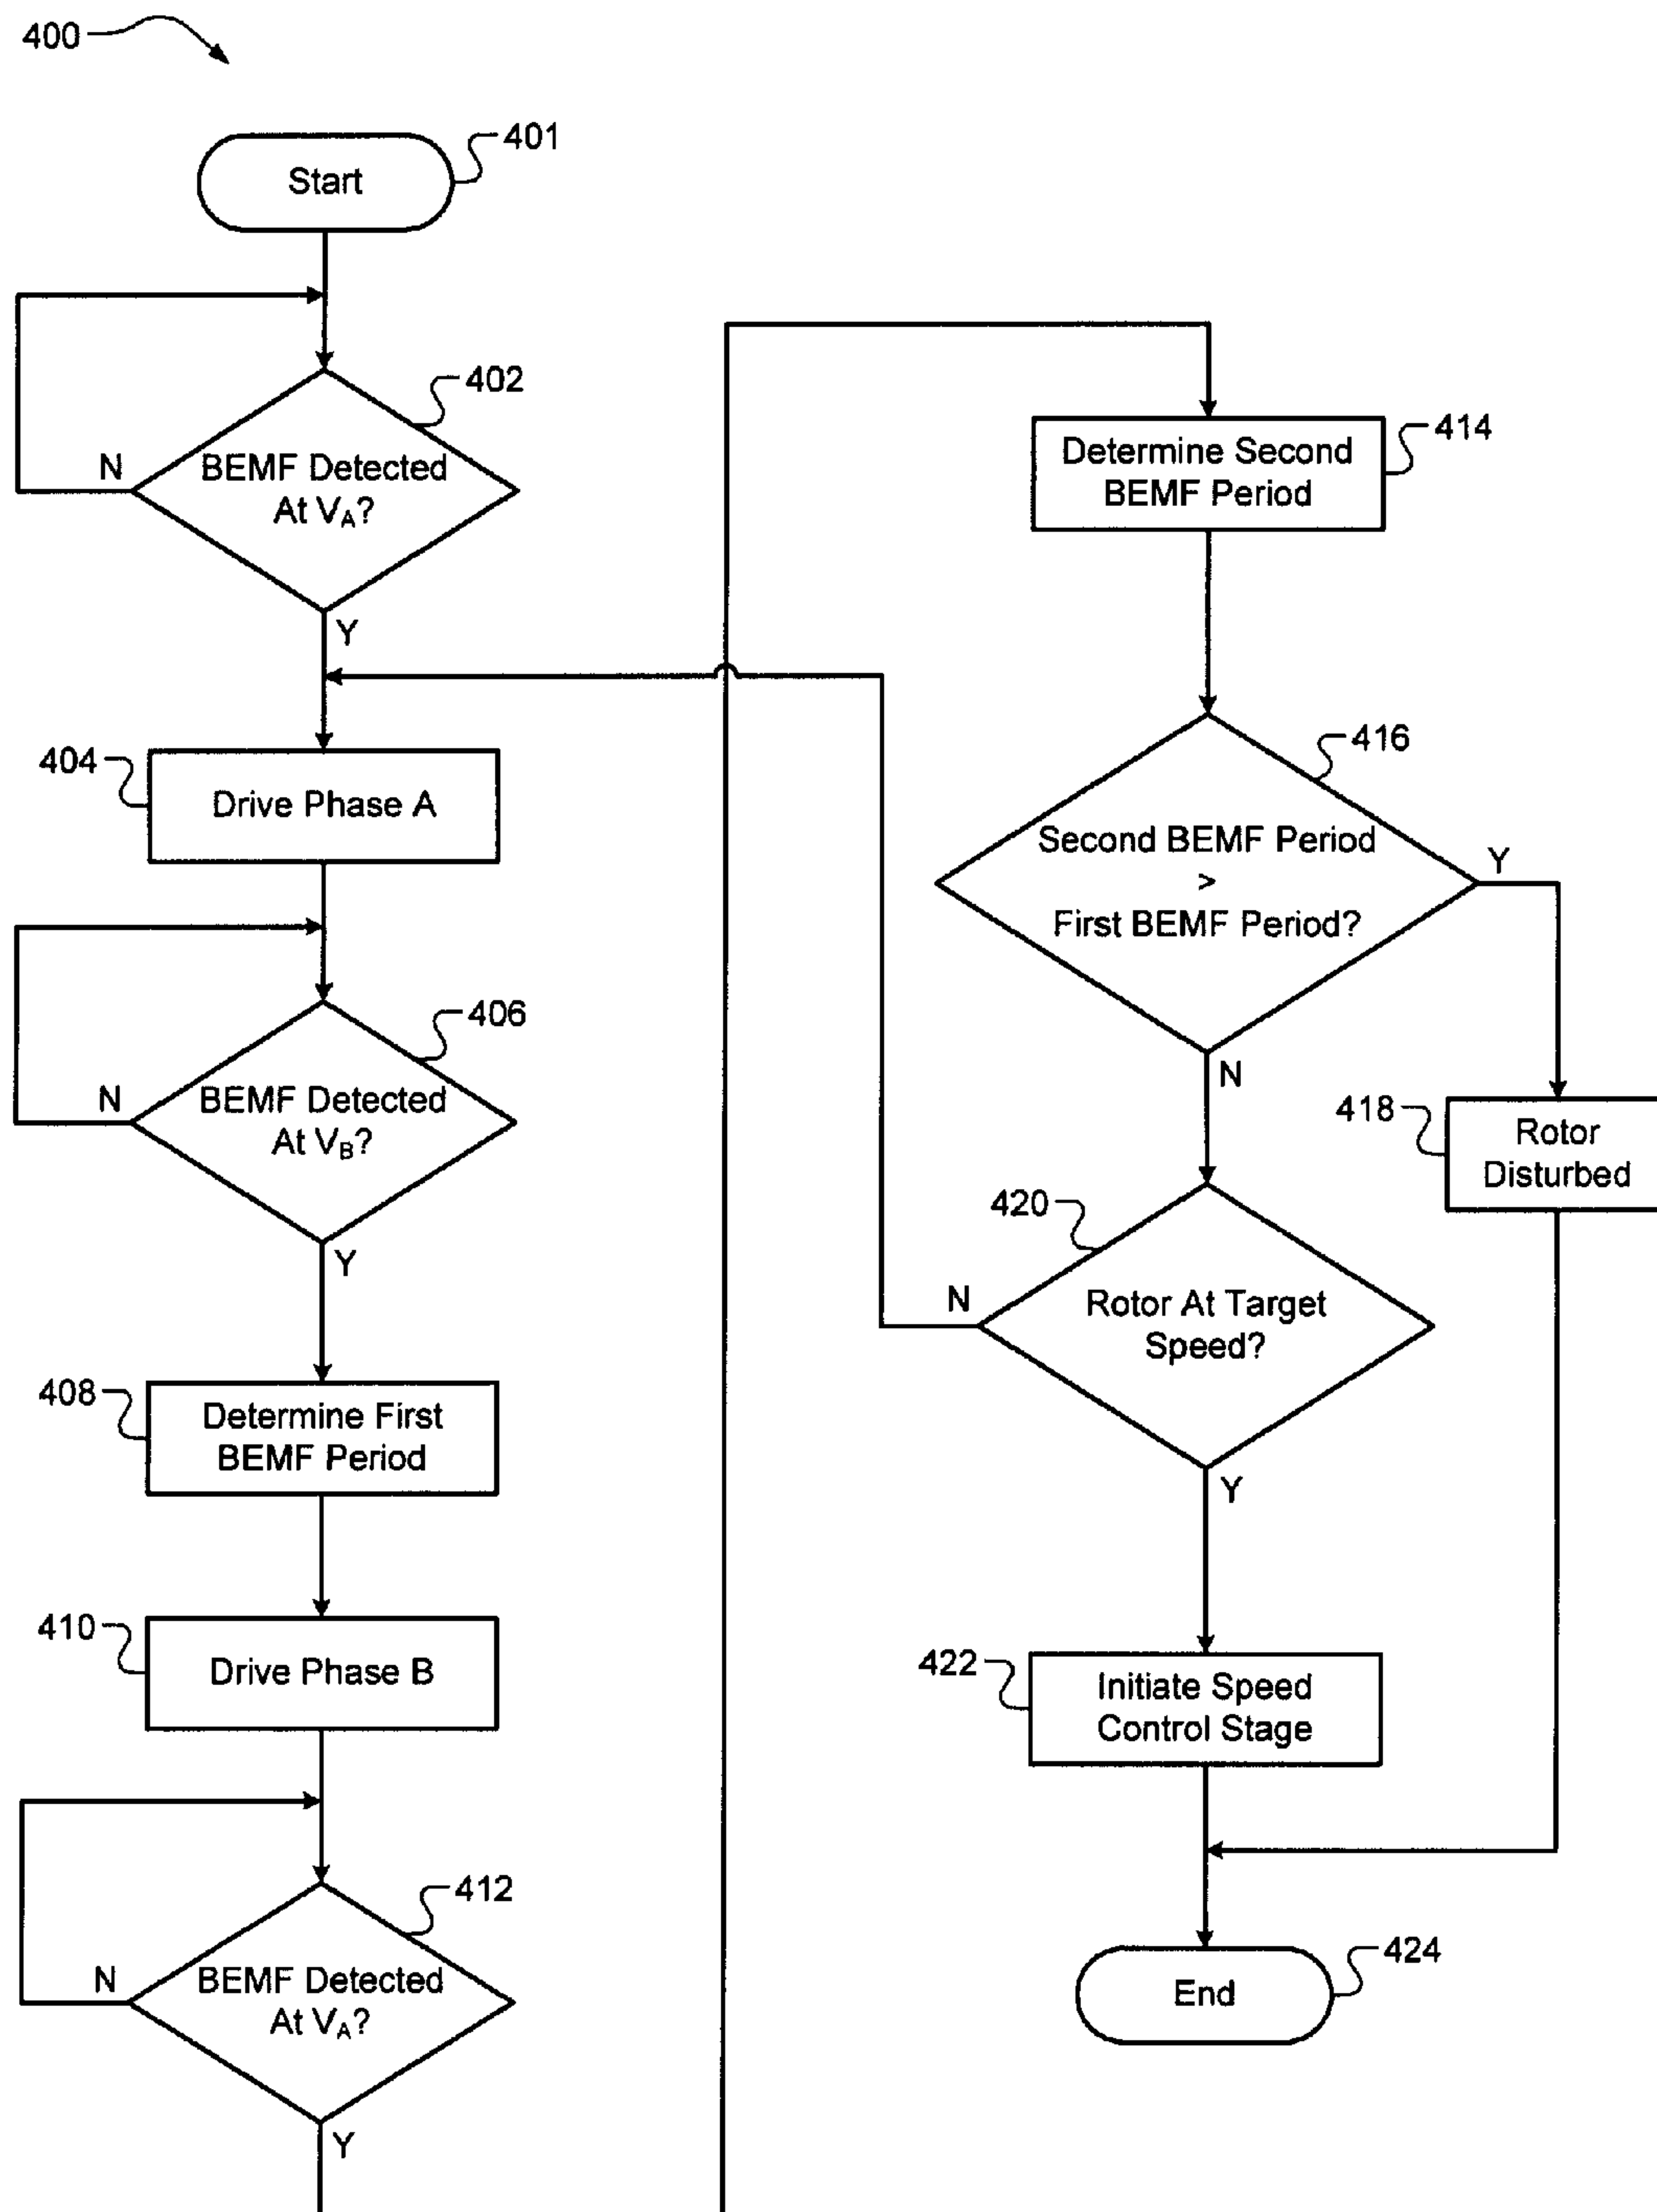 400
Start
401
402
BEMF Detected
At VA?
N
Y
404
Drive Phase A
406
BEMF Detected
At VB?
N
Y
408
Determine First
BEMF Period
410
Drive Phase B
412
BEMF Detected
At VA?
N
Y
414
Determine Second
BEMF Period
416
Second BEMF Period
>
First BEMF Period?
Y
N
418
Rotor
Disturbed
420
Rotor At Target
Speed?
N
Y
422
Initiate Speed
Control Stage
End
424